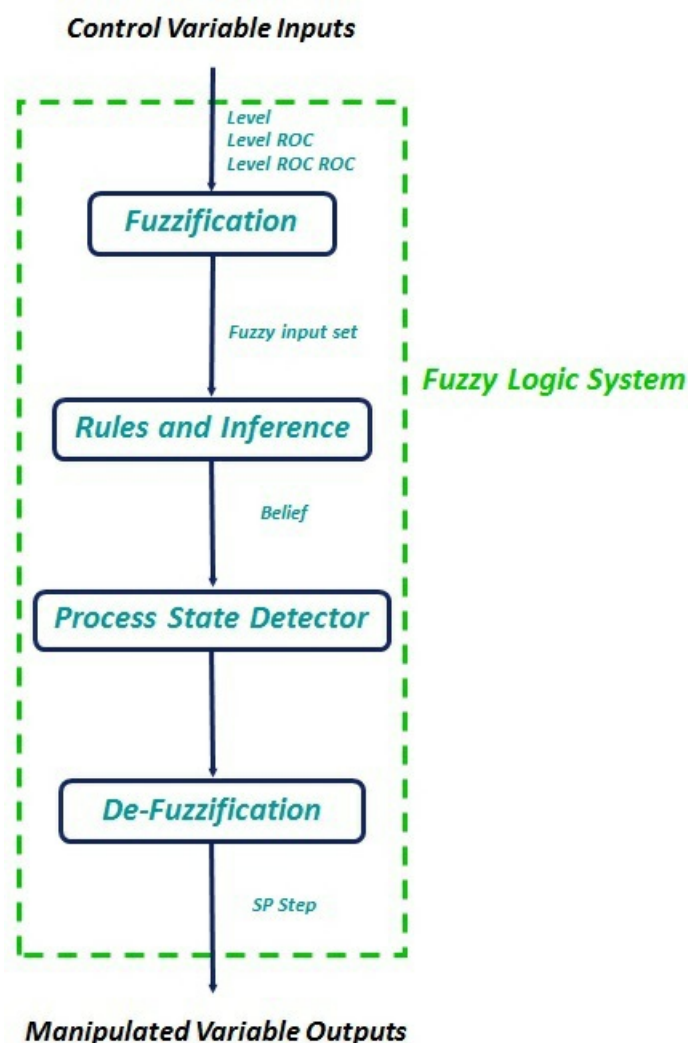 Control Variable Inputs
Level
Level ROC
Level ROC ROC
Fuzzification
Fuzzy input set
Fuzzy Logic System
Rules and Inference
Belief
Process State Detector
De-Fuzzification
SP Step
Manipulated Variable Outputs